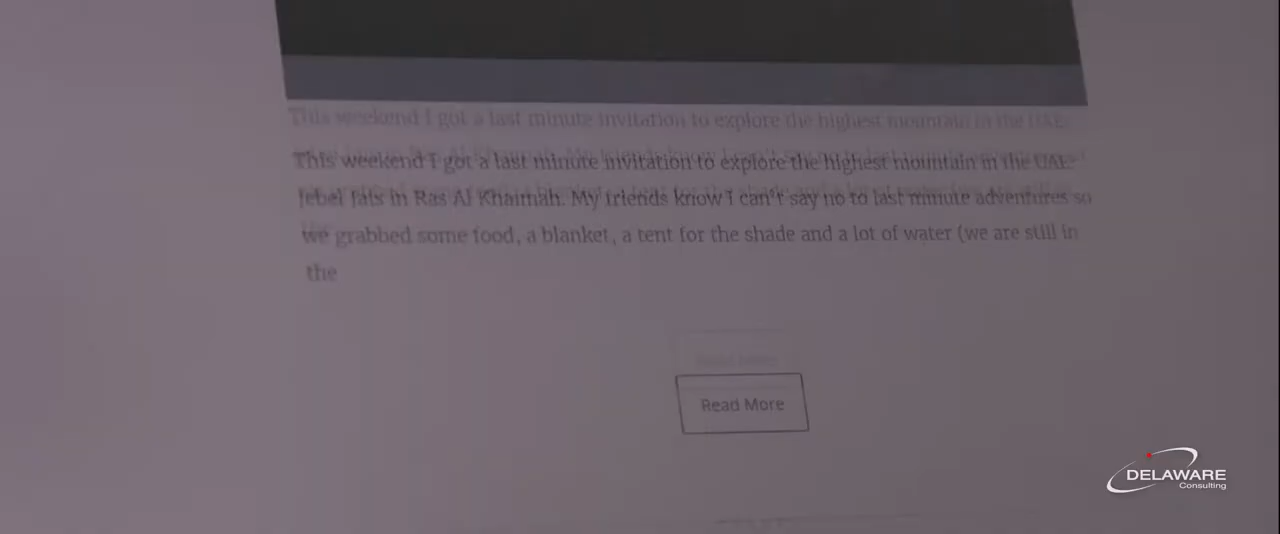 This weekend I got a last minute invitation to explore the highest mountain in the UAE:
Jebel Jais in Ras Al Khaimah. My friends know I can't say no to last minute adventures so
we grabbed some food, a blanket, a tent for the shade and a lot of water (we are still in
the
Read More
DELAWARE
Consulting